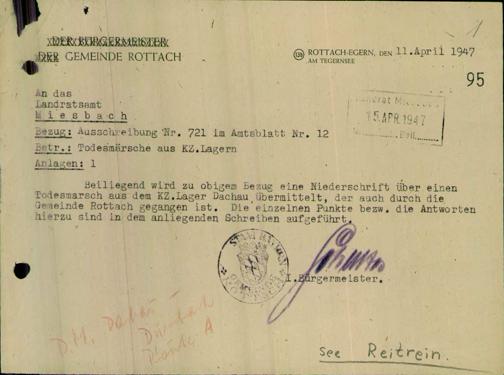 DER BÜRGERMEISTER
DER GEMEINDE ROTTACH
ROTTACH-EGERN, DEN 11.April 1947
AM TEGERNSEE
1
95
An das
Landratsamt
Miesbach
15.APR.1947
Beil.
Bezug: Ausschreibung Nr. 721 im Amtsblatt Nr. 12
Betr.: Todesmärsche aus KZ.Lagern
Anlagen: 1
Beiliegend wird zu obigem Bezug eine Niederschrift über einen
Todesmarsch aus dem KZ.Lager Dachau übermittelt, der auch durch die
Gemeinde Rottach gegangen ist. Die einzelnen Punkte bezw. die Antworten
hierzu sind in dem anliegenden Schreiben aufgeführt.
I.Bürgermeister.
D.M. Dachau
A
see Reitrein.